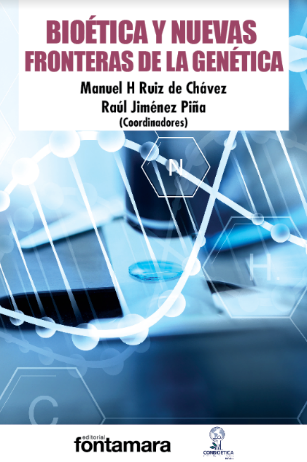 BIOÉTICA Y NUEVAS
FRONTERAS DE LA GENÉTICA
Manuel H Ruiz de Chávez
Raúl Jiménez Piña
(Coordinadores)
N
H
C
editorial
fontamara
CONBIOÉTICA